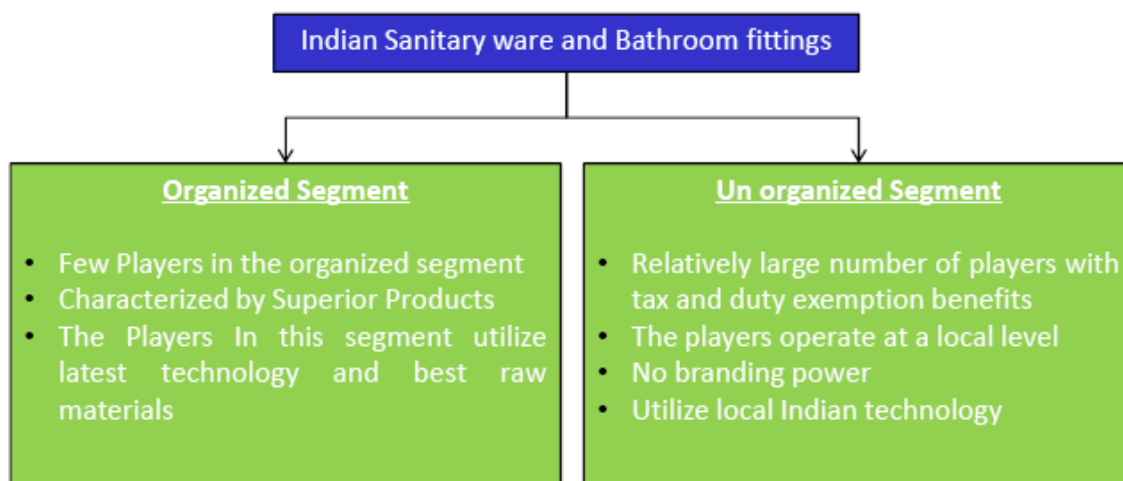 Indian Sanitary ware and Bathroom fittings
Organized Segment
• Few Players in the organized segment
• Characterized by Superior Products
• The Players In this segment utilize
latest technology and best raw
materials
Un organized Segment
• Relatively large number of players with
tax and duty exemption benefits
• The players operate at a local level
• No branding power
• Utilize local Indian technology